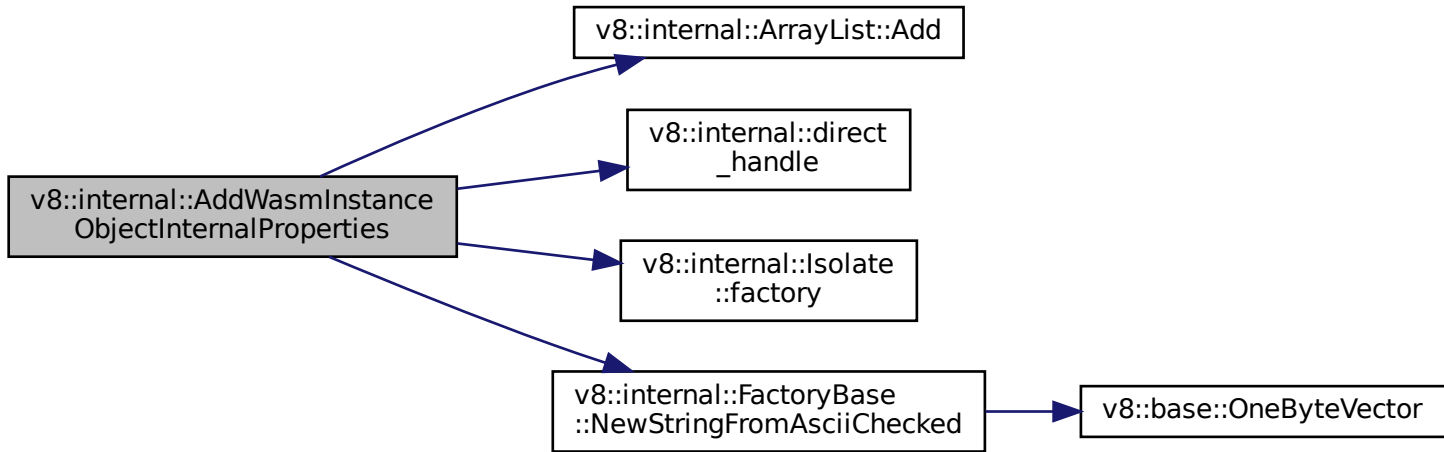 v8::internal::ArrayList::Add
v8::internal::direct
_handle
v8::internal::AddWasmInstance
ObjectInternalProperties
v8::internal::Isolate
::factory
v8::internal::FactoryBase
::NewStringFromAsciiChecked
v8::base::OneByteVector